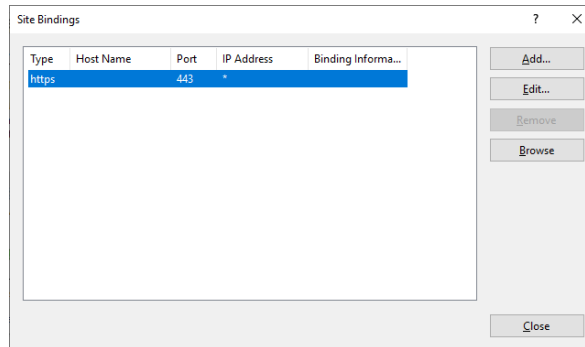 Site Bindings ? ×
Type Host Name Port IP Address Binding Informa... Add...
https 443 * Edit...
Remove
Browse
Close